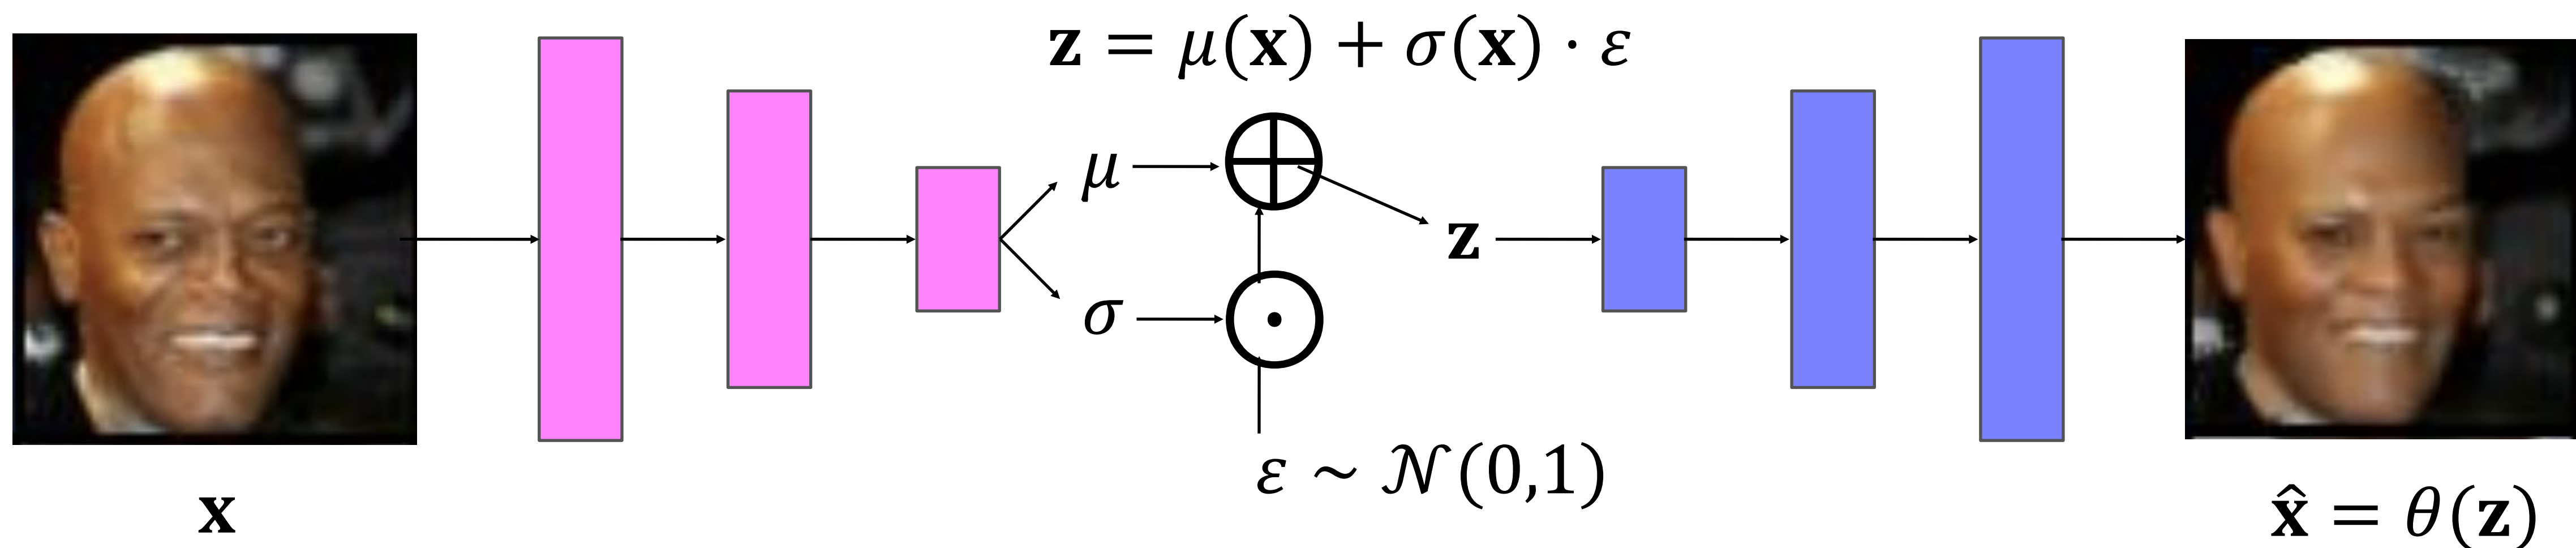 𝐳 = 𝜇(𝐱) + 𝜎(𝐱) · 𝜀
𝜇
𝐳
𝜎
𝜀 ~ 𝒩(0,1)
𝐱
𝐱̂ = 𝜃(𝐳)